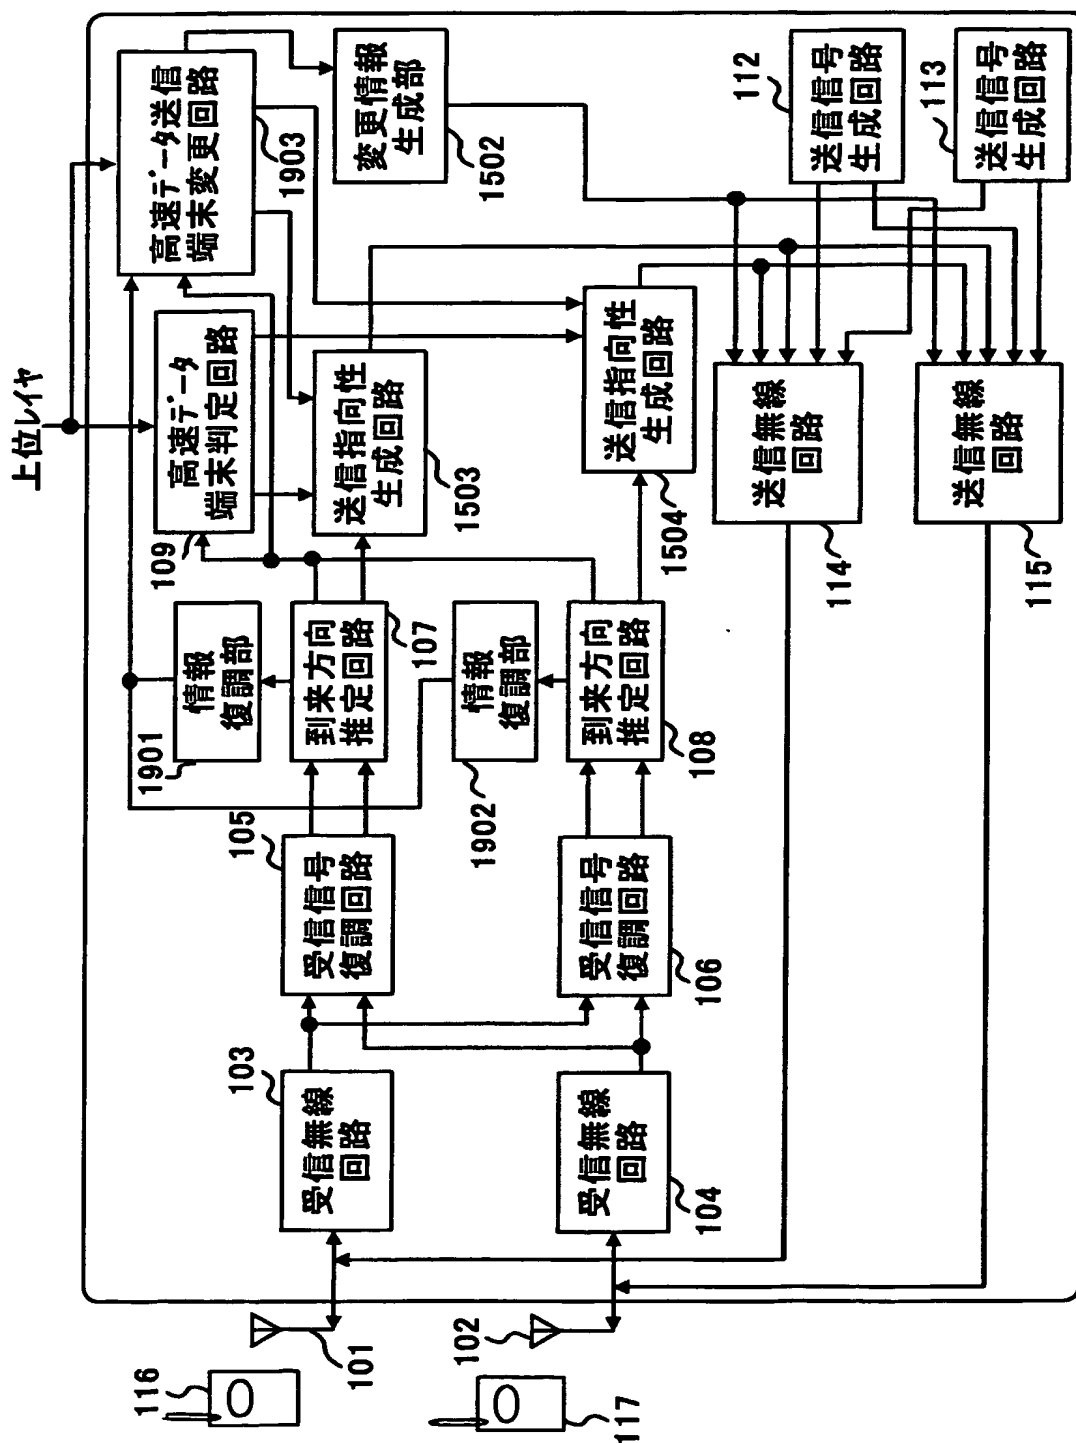 上位レイヤ
高速データ送信
端末変更回路
1903
変更情報
生成部
1502
高速データ
端末判定回路
109
送信指向性
生成回路
1503
送信指向性
生成回路
1504
送信信号
生成回路
112
送信信号
生成回路
113
送信無線
回路
114
送信無線
回路
115
情報
復調部
1901
到来方向
推定回路
107
情報
復調部
1902
到来方向
推定回路
108
受信信号
復調回路
105
受信信号
復調回路
106
受信無線
回路
103
受信無線
回路
104
101
102
116
117